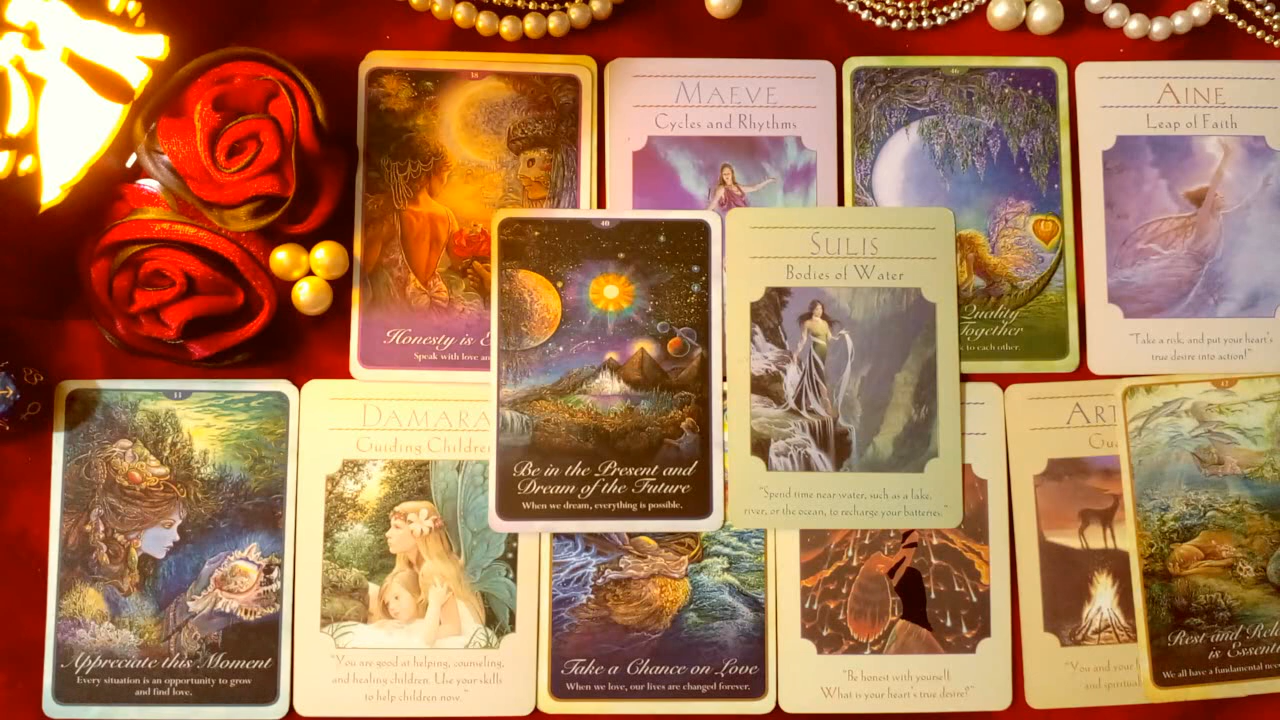 38
Honesty is
Speak with love
MAEVE
Cycles and Rhythms
46
Quality
Together
to each other.
AINE
Leap of Faith
"Take a risk, and put your heart's
true desire into action!"
40
Be in the Present and
Dream of the Future
When we dream, everything is possible.
SULIS
Bodies of Water
"Spend time near water, such as a lake,
river, or the ocean, to recharge your batteries."
11
Appreciate this Moment
Every situation is an opportunity to grow
and find love.
DAMARA
Guiding Children
"You are good at helping, counseling,
and healing children. Use your skills
to help children now."
Take a Chance on Love
When we love, our lives are changed forever.
"Be honest with yourself.
What is your heart's true desire?"
"You and your
and spiritual
Rest and
is
We all have a fundamental